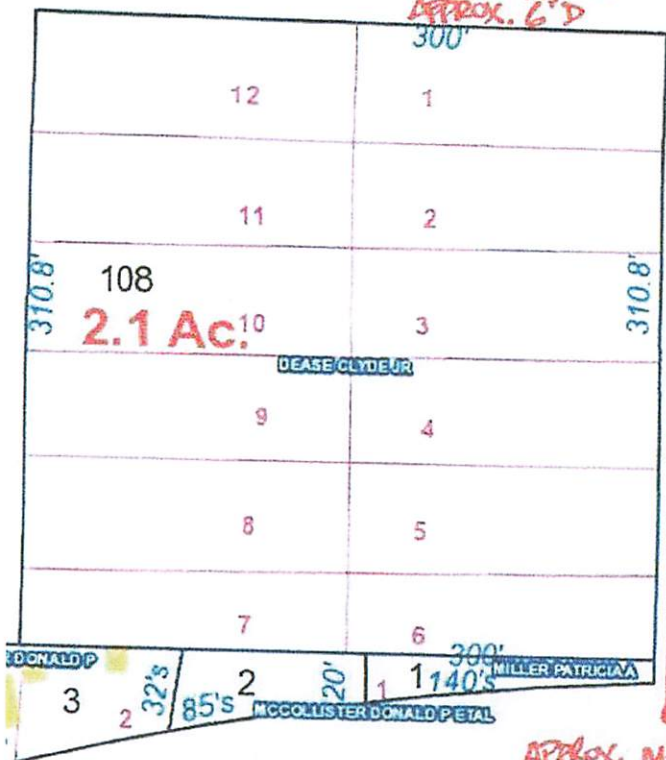 APPROX. 6'D
300'
12 1
11 2
310.8' 108 310.8'
2.1 Ac. 10 3
DEASE CLYDE JR
9 4
8 5
7 6
DONALD P 300' MILLER PATRICIA A
3 2 32's 85's 2 20' 1 1 140's
MCCOLLISTER DONALD P ETAL
APPROX.